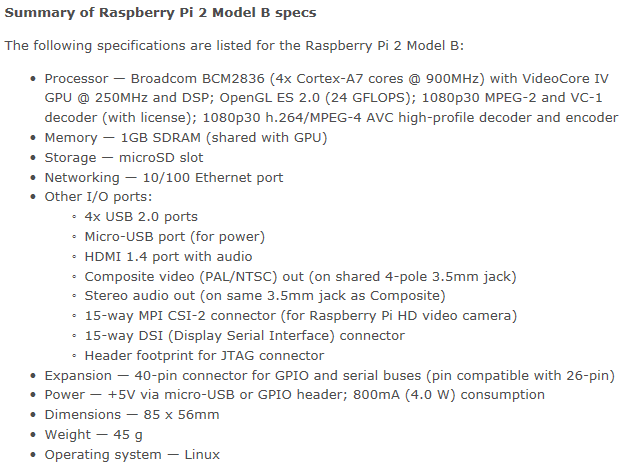 Summary of Raspberry Pi 2 Model B specs
The following specifications are listed for the Raspberry Pi 2 Model B:
• Processor — Broadcom BCM2836 (4x Cortex-A7 cores @ 900MHz) with VideoCore IV
GPU @ 250MHz and DSP; OpenGL ES 2.0 (24 GFLOPS); 1080p30 MPEG-2 and VC-1
decoder (with license); 1080p30 h.264/MPEG-4 AVC high-profile decoder and encoder
• Memory — 1GB SDRAM (shared with GPU)
• Storage — microSD slot
• Networking — 10/100 Ethernet port
• Other I/O ports:
◦ 4x USB 2.0 ports
◦ Micro-USB port (for power)
◦ HDMI 1.4 port with audio
◦ Composite video (PAL/NTSC) out (on shared 4-pole 3.5mm jack)
◦ Stereo audio out (on same 3.5mm jack as Composite)
◦ 15-way MPI CSI-2 connector (for Raspberry Pi HD video camera)
◦ 15-way DSI (Display Serial Interface) connector
◦ Header footprint for JTAG connector
• Expansion — 40-pin connector for GPIO and serial buses (pin compatible with 26-pin)
• Power — +5V via micro-USB or GPIO header; 800mA (4.0 W) consumption
• Dimensions — 85 x 56mm
• Weight — 45 g
• Operating system — Linux